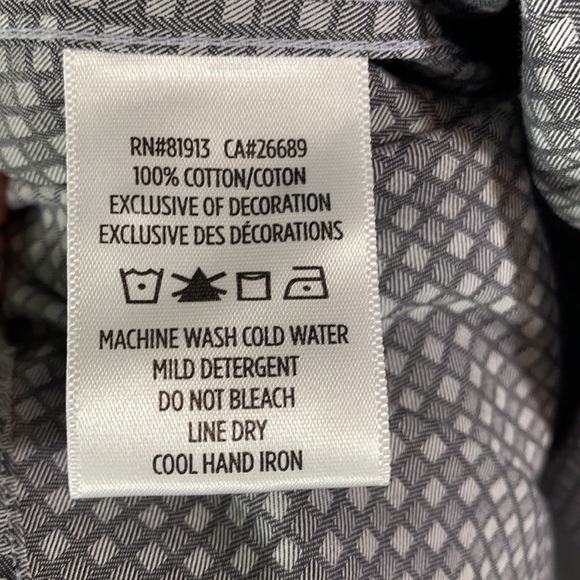 RN#81913 CA#26689
100% COTTON/COTON
EXCLUSIVE OF DECORATION
EXCLUSIVE DES DÉCORATIONS
MACHINE WASH COLD WATER
MILD DETERGENT
DO NOT BLEACH
LINE DRY
COOL HAND IRON